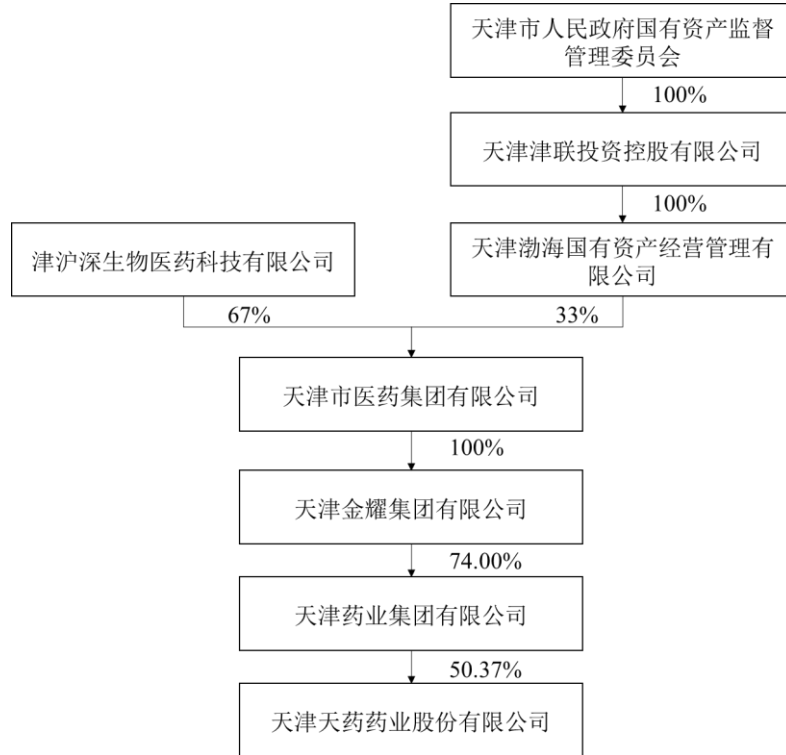 天津市人民政府国有资产监督
管理委员会
100%
天津津联投资控股有限公司
100%
津沪深生物医药科技有限公司
天津渤海国有资产经营管理有
限公司
67%
33%
天津市医药集团有限公司
100%
天津金耀集团有限公司
74.00%
天津药业集团有限公司
50.37%
天津天药药业股份有限公司